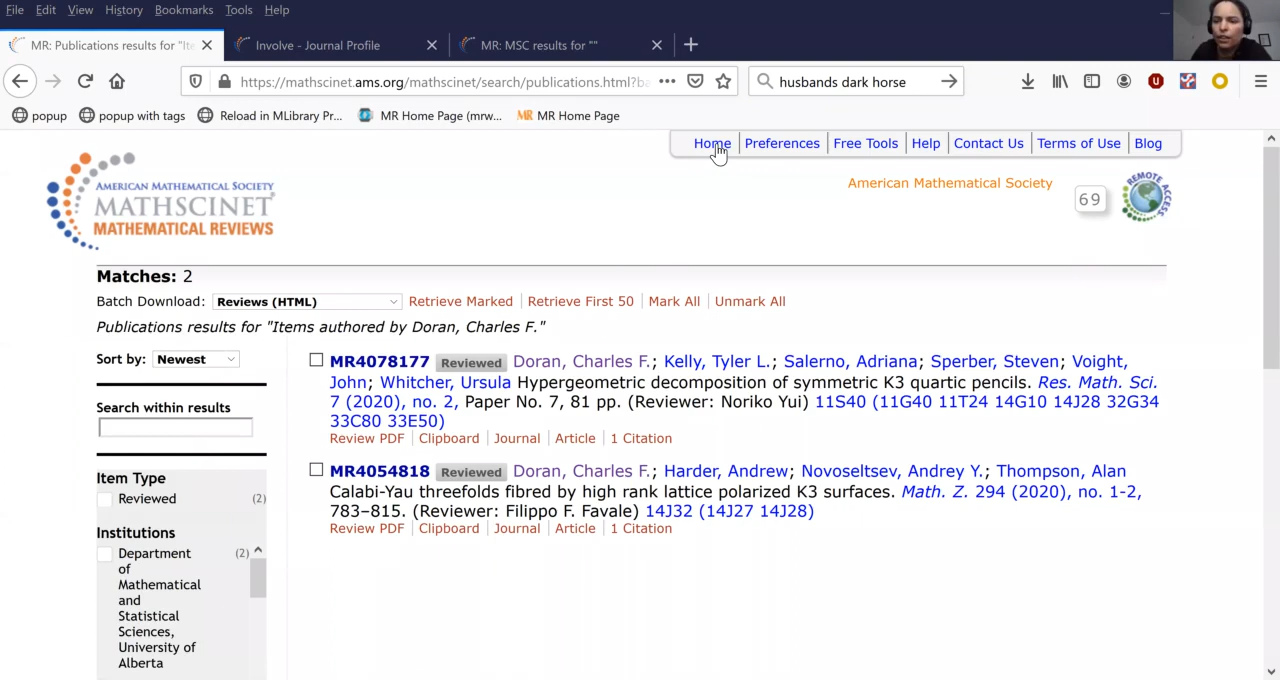 File Edit View History Bookmarks Tools Help
MR: Publications results for "Ite
Involve - Journal Profile
MR: MSC results for ""
https://mathscinet.ams.org/mathscinet/search/publications.html?ba
husbands dark horse
popup popup with tags Reload in MLibrary Pr... MR Home Page (mrw... MR MR Home Page
Home Preferences Free Tools Help Contact Us Terms of Use Blog
AMERICAN MATHEMATICAL SOCIETY
MATHSCINET
MATHEMATICAL REVIEWS
American Mathematical Society
69
REMOTE ACCESS
Matches: 2
Batch Download: Reviews (HTML) Retrieve Marked Retrieve First 50 Mark All Unmark All
Publications results for "Items authored by Doran, Charles F."
Sort by: Newest
Search within results
Item Type
Reviewed (2)
Institutions
Department (2)
of
Mathematical
and
Statistical
Sciences,
University of
Alberta
MR4078177 Reviewed Doran, Charles F.; Kelly, Tyler L.; Salerno, Adriana; Sperber, Steven; Voight,
John; Whitcher, Ursula Hypergeometric decomposition of symmetric K3 quartic pencils. Res. Math. Sci.
7 (2020), no. 2, Paper No. 7, 81 pp. (Reviewer: Noriko Yui) 11S40 (11G40 11T24 14G10 14J28 32G34
33C80 33E50)
Review PDF Clipboard Journal Article 1 Citation
MR4054818 Reviewed Doran, Charles F.; Harder, Andrew; Novoseltsev, Andrey Y.; Thompson, Alan
Calabi-Yau threefolds fibred by high rank lattice polarized K3 surfaces. Math. Z. 294 (2020), no. 1-2,
783–815. (Reviewer: Filippo F. Favale) 14J32 (14J27 14J28)
Review PDF Clipboard Journal Article 1 Citation